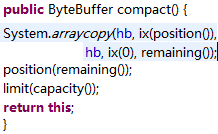 public ByteBuffer compact() {
System.arraycopy(hb, ix(position()),
hb, ix(0), remaining());
position(remaining());
limit(capacity());
return this;
}